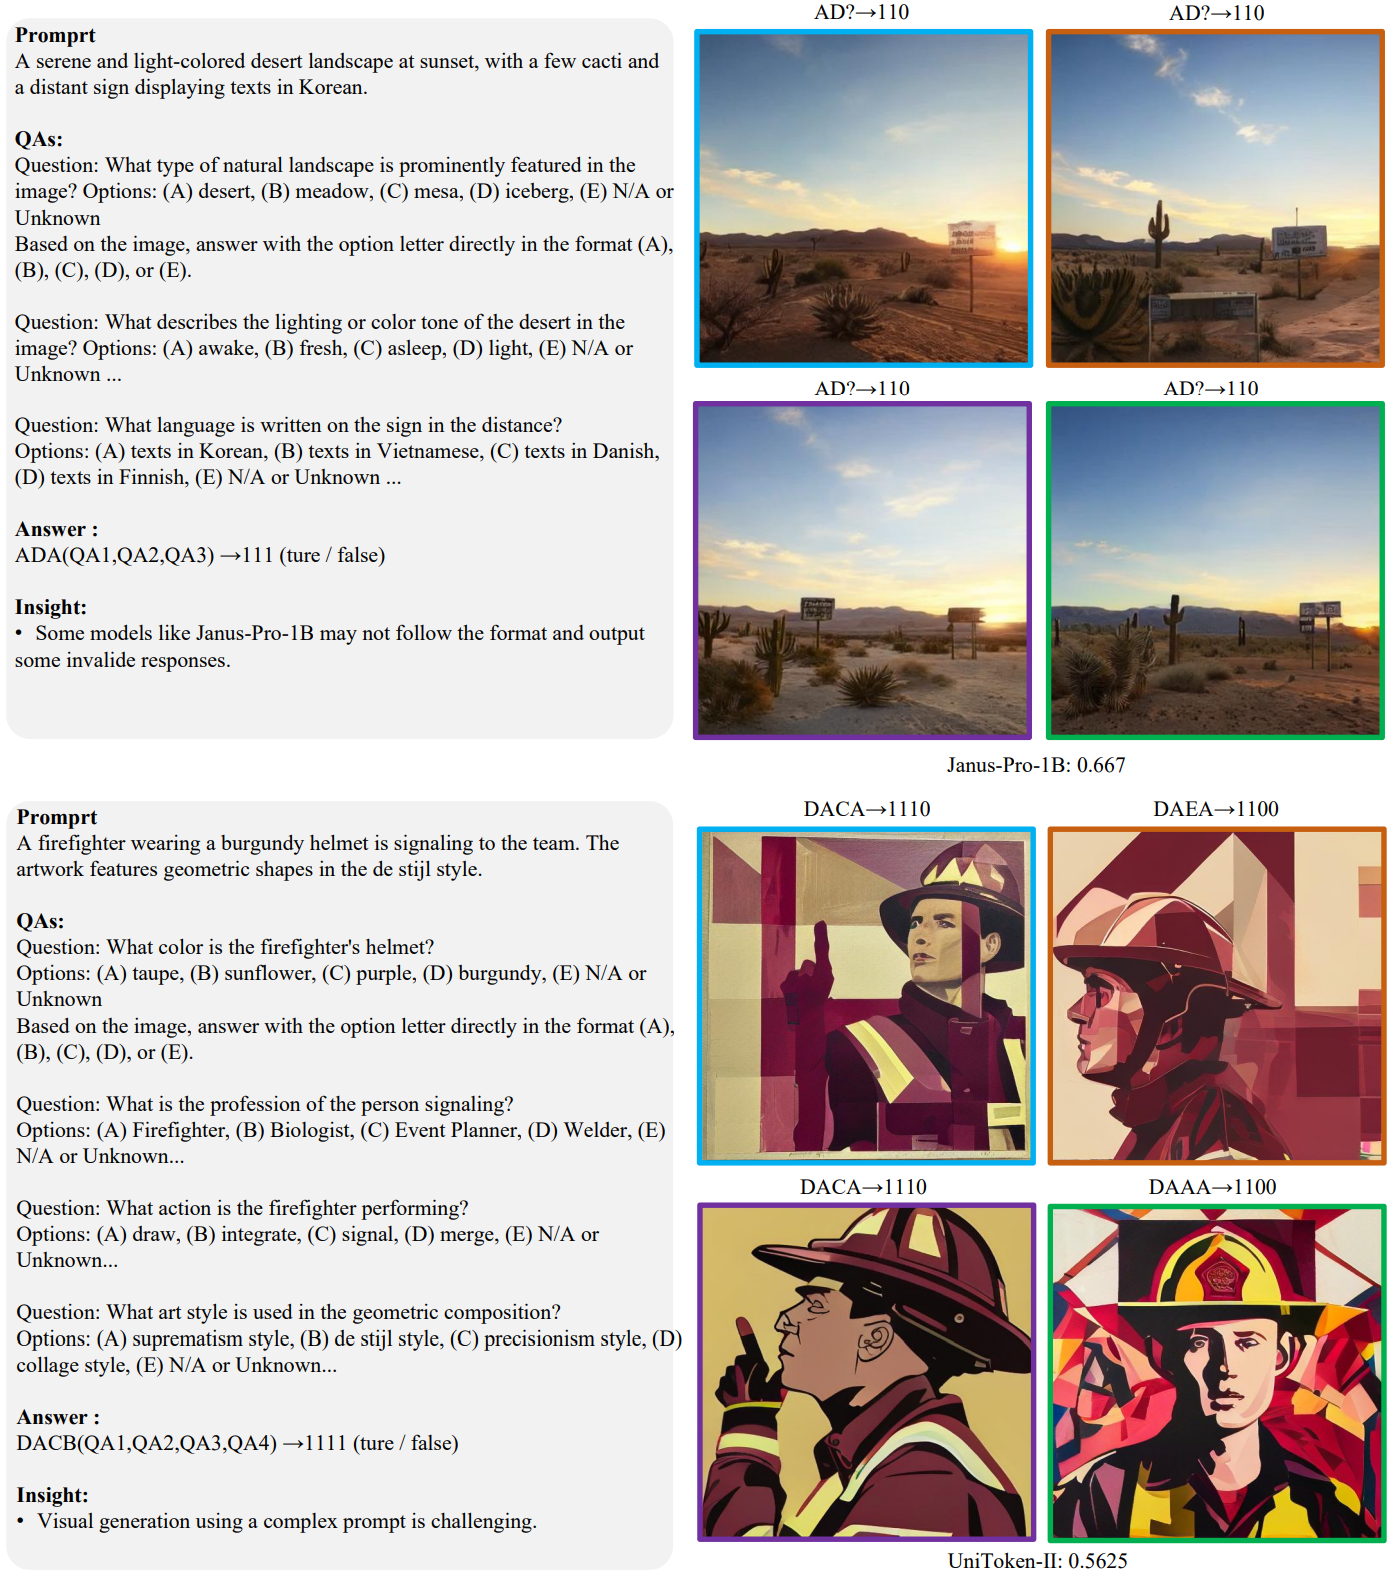 Promprt
A serene and light-colored desert landscape at sunset, with a few cacti and
a distant sign displaying texts in Korean.
QAs:
Question: What type of natural landscape is prominently featured in the
image? Options: (A) desert, (B) meadow, (C) mesa, (D) iceberg, (E) N/A or
Unknown
Based on the image, answer with the option letter directly in the format (A),
(B), (C), (D), or (E).
Question: What describes the lighting or color tone of the desert in the
image? Options: (A) awake, (B) fresh, (C) asleep, (D) light, (E) N/A or
Unknown ...
Question: What language is written on the sign in the distance?
Options: (A) texts in Korean, (B) texts in Vietnamese, (C) texts in Danish,
(D) texts in Finnish, (E) N/A or Unknown ...
Answer :
ADA(QA1,QA2,QA3) →111 (ture / false)
Insight:
• Some models like Janus-Pro-1B may not follow the format and output
some invalide responses.
AD?→110
AD?→110
AD?→110
AD?→110
Janus-Pro-1B: 0.667
Promprt
A firefighter wearing a burgundy helmet is signaling to the team. The
artwork features geometric shapes in the de stijl style.
QAs:
Question: What color is the firefighter's helmet?
Options: (A) taupe, (B) sunflower, (C) purple, (D) burgundy, (E) N/A or
Unknown
Based on the image, answer with the option letter directly in the format (A),
(B), (C), (D), or (E).
Question: What is the profession of the person signaling?
Options: (A) Firefighter, (B) Biologist, (C) Event Planner, (D) Welder, (E)
N/A or Unknown...
Question: What action is the firefighter performing?
Options: (A) draw, (B) integrate, (C) signal, (D) merge, (E) N/A or
Unknown...
Question: What art style is used in the geometric composition?
Options: (A) suprematism style, (B) de stijl style, (C) precisionism style, (D)
collage style, (E) N/A or Unknown...
Answer :
DACB(QA1,QA2,QA3,QA4) →1111 (ture / false)
Insight:
• Visual generation using a complex prompt is challenging.
DACA→1110
DAEA→1100
DACA→1110
DAAA→1100
UniToken-II: 0.5625